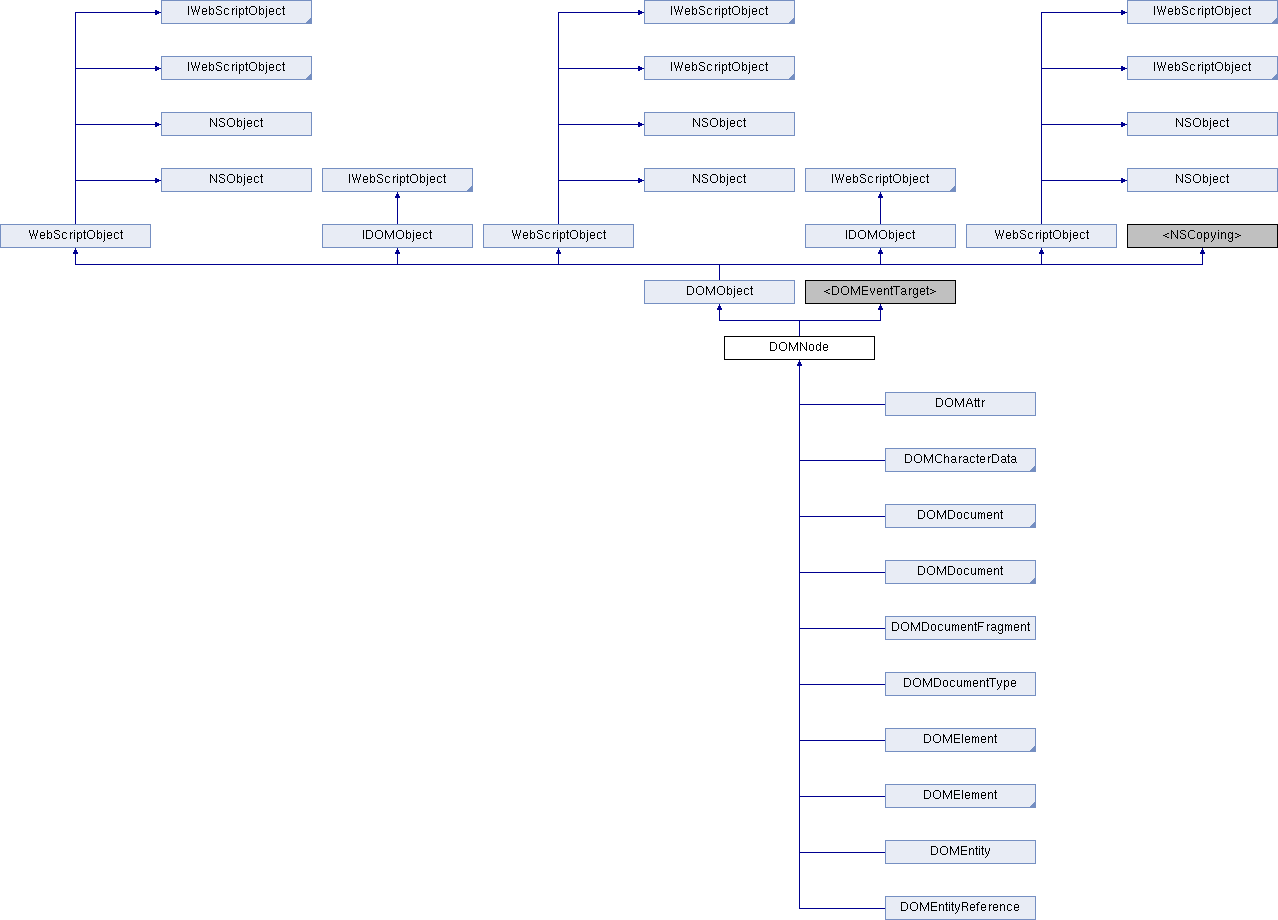 IWebScriptObject
IWebScriptObject
IWebScriptObject
IWebScriptObject
IWebScriptObject
IWebScriptObject
NSObject
NSObject
NSObject
NSObject
IWebScriptObject
NSObject
IWebScriptObject
NSObject
WebScriptObject
IDOMObject
WebScriptObject
IDOMObject
WebScriptObject
<NSCopying>
DOMObject
<DOMEventTarget>
DOMNode
DOMAttr
DOMCharacterData
DOMDocument
DOMDocument
DOMDocumentFragment
DOMDocumentType
DOMElement
DOMElement
DOMEntity
DOMEntityReference